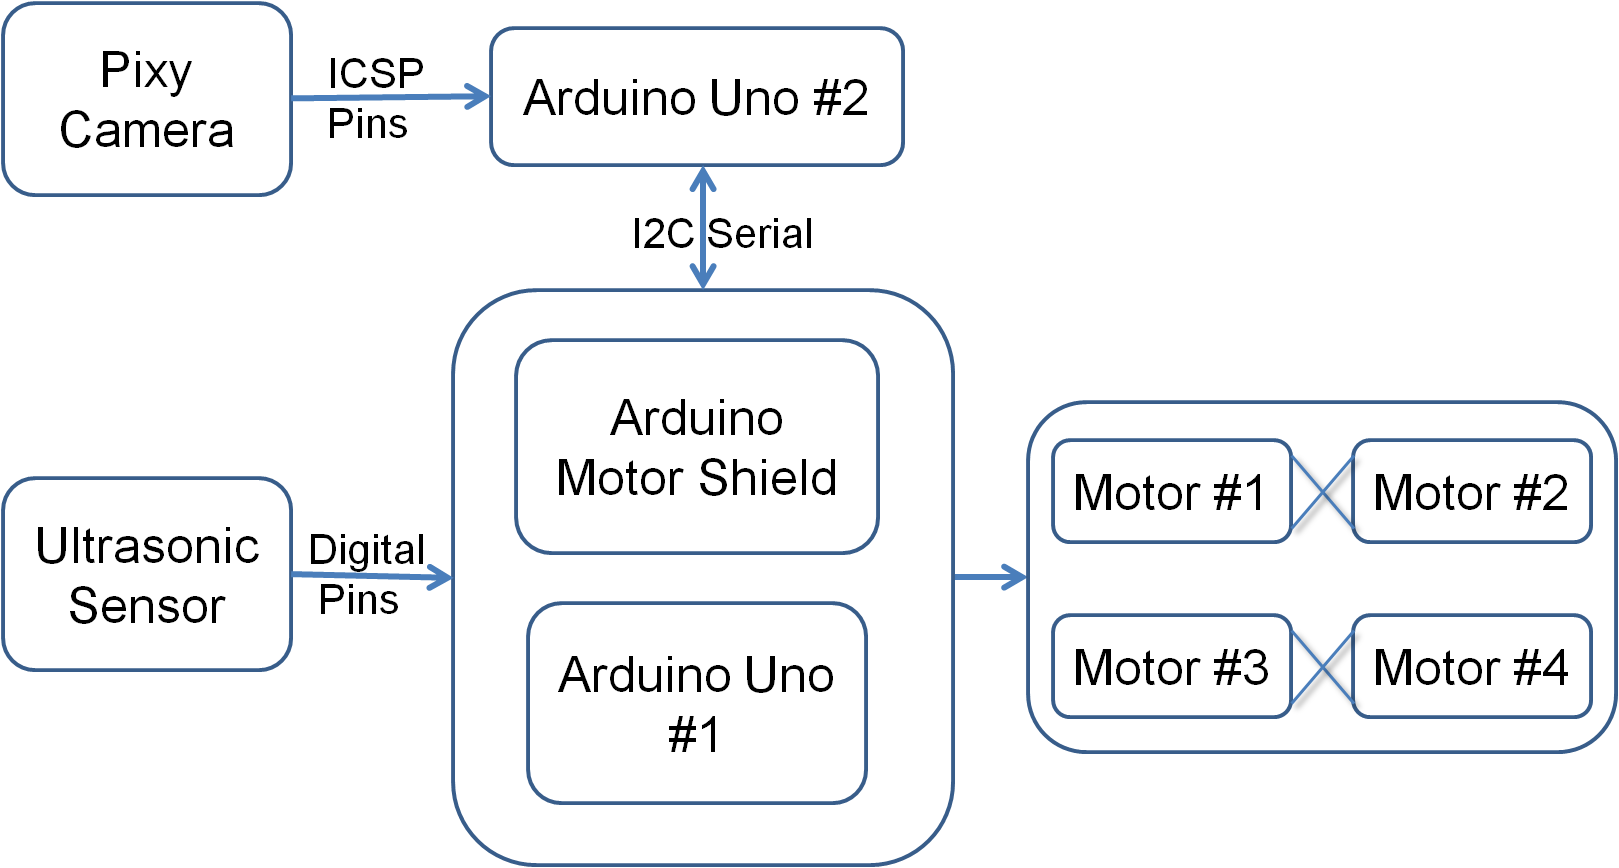 Pixy
Camera
ICSP
Pins
Arduino Uno #2
I2C Serial
Arduino
Motor Shield
Ultrasonic
Sensor
Digital
Pins
Arduino Uno
#1
Motor #1
Motor #2
Motor #3
Motor #4